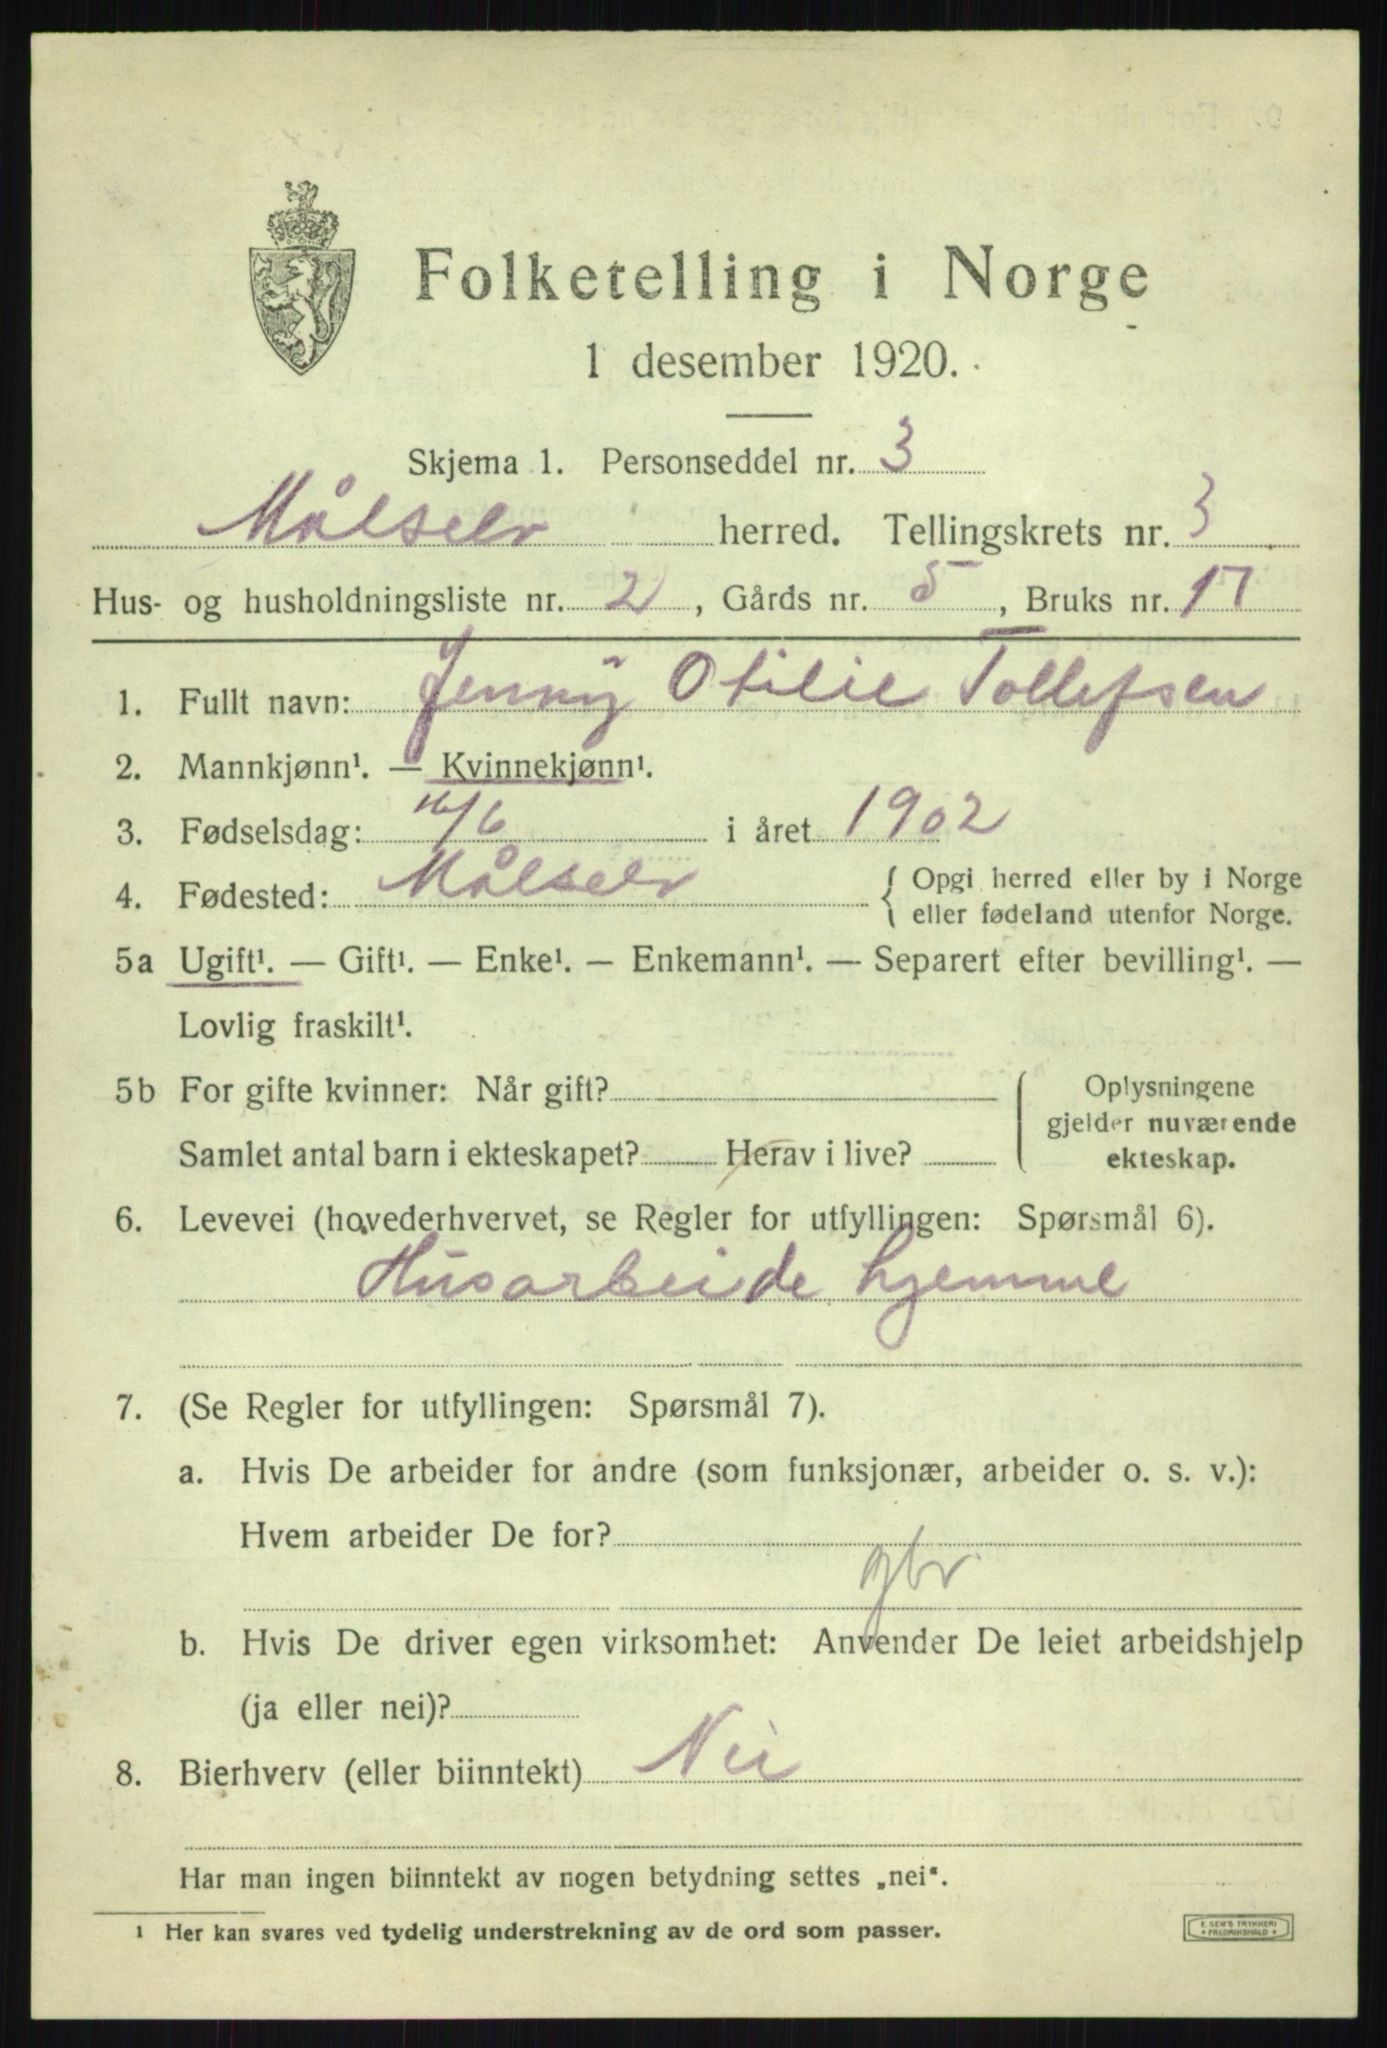 Folketelling i Norge
1 desember 1920.
Skjema 1. Personseddel nr. 3
Målselv herred. Tellingskrets nr. 3
Hus- og husholdningsliste nr. 2, Gårds nr. 5, Bruks nr. 17
1. Fullt navn: Jenny Otilie Tollefsen
2. Mannkjønn¹. — Kvinnekjønn¹.
3. Fødselsdag: 16/6 i året 1902
4. Fødested: Målselv { Opgi herred eller by i Norge
eller fødeland utenfor Norge.
5a Ugift¹. — Gift¹. — Enke¹. — Enkemann¹. — Separert efter bevilling¹. —
Lovlig fraskilt¹.
5b For gifte kvinner: Når gift? { Oplysningene
gjelder nuværende
Samlet antal barn i ekteskapet? Herav i live? ekteskap.
6. Levevei (hovederhvervet, se Regler for utfyllingen: Spørsmål 6).
Husarbeide hjemme
7. (Se Regler for utfyllingen: Spørsmål 7).
a. Hvis De arbeider for andre (som funksjonær, arbeider o. s. v.):
Hvem arbeider De for?
gbr
b. Hvis De driver egen virksomhet: Anvender De leiet arbeidshjelp
(ja eller nei)?
8. Bierhverv (eller biinntekt) Nei
Har man ingen biinntekt av nogen betydning settes „nei“.
¹ Her kan svares ved tydelig understrekning av de ord som passer.
E. SEM'S TRYKKERI
* FREDRIKSHALD *